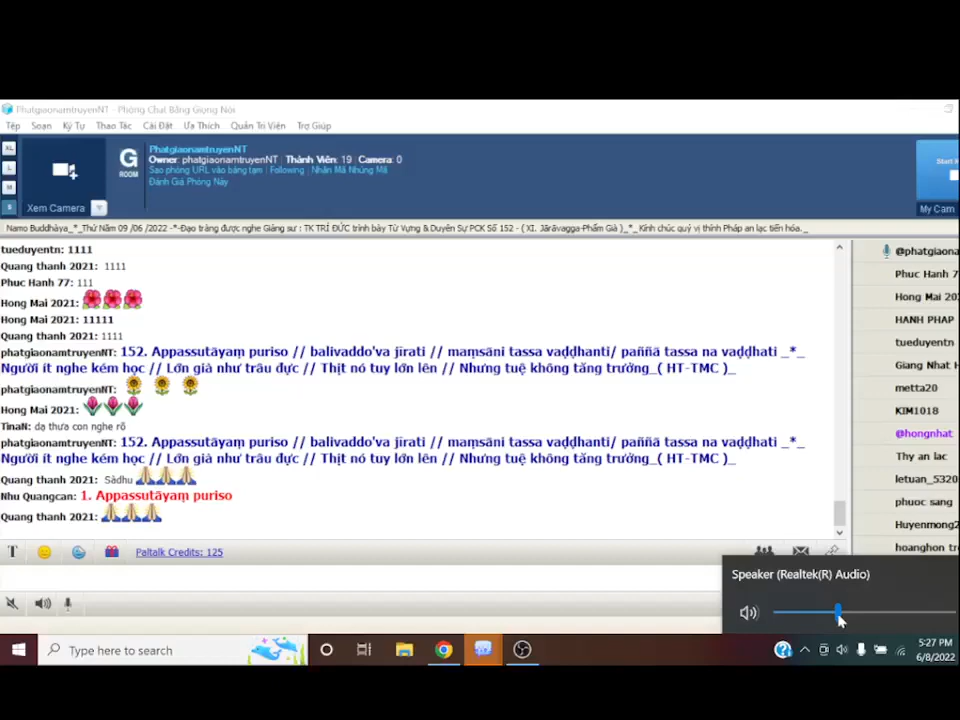 PhatgiaonamtruyenNT - Phòng Chat Bằng Giọng Nói
Tệp Soạn Ký Tự Thao Tác Cài Đặt Ưa Thích Quản Trị Viên Trợ Giúp
XL
L
M
S
Xem Camera
G
ROOM
PhatgiaonamtruyenNT
Owner: phatgiaonamtruyenNT | Thành Viên: 19 | Camera: 0
Sao phỏng URL vào bảng tạm | Following | Nhấn Mã Nhúng Mã
Đánh Giá Phòng Này
My Cam
Namo Buddhàya_*_Thứ Năm 09 /06 /2022 -*-Đạo tràng được nghe Giảng sư : TK TRÍ ĐỨC trình bày Từ Vựng & Duyên Sự PCK Số 152 - ( XI. Jarāvagga-Phẩm Già )_*_ Kính chúc quý vị thính Pháp an lạc tiến hóa._
tueduyentn: 1111
Quang thanh 2021: 1111
Phuc Hanh 77: 111
Hong Mai 2021:
Hong Mai 2021: 11111
Quang thanh 2021: 1111
phatgiaonamtruyenNT: 152. Appassutāyaṃ puriso // balivaddo'va jīrati // maṃsāni tassa vaḍḍhanti/ paññā tassa na vaḍḍhati _*_
Người ít nghe kém học // Lớn già như trâu đực // Thịt nó tuy lớn lên // Nhưng tuệ không tăng trưởng_( HT-TMC )_
phatgiaonamtruyenNT:
Hong Mai 2021:
TinaN: dạ thưa con nghe rõ
phatgiaonamtruyenNT: 152. Appassutāyaṃ puriso // balivaddo'va jīrati // maṃsāni tassa vaḍḍhanti/ paññā tassa na vaḍḍhati _*_
Người ít nghe kém học // Lớn già như trâu đực // Thịt nó tuy lớn lên // Nhưng tuệ không tăng trưởng_( HT-TMC )_
Quang thanh 2021: Sàdhu
Nhu Quangcan: 1. Appassutāyaṃ puriso
Quang thanh 2021:
@phatgiaona
Phuc Hanh 7
Hong Mai 20
HANH PHAP
tueduyentn
Giang Nhat H
metta20
KIM1018
@hongnhat
Thy an lac
letuan_5320
phuoc sang
Huyenmong2
hoanghon tr
T
Paltalk Credits: 125
Speaker (Realtek(R) Audio)
Type here to search
5:27 PM
6/8/2022